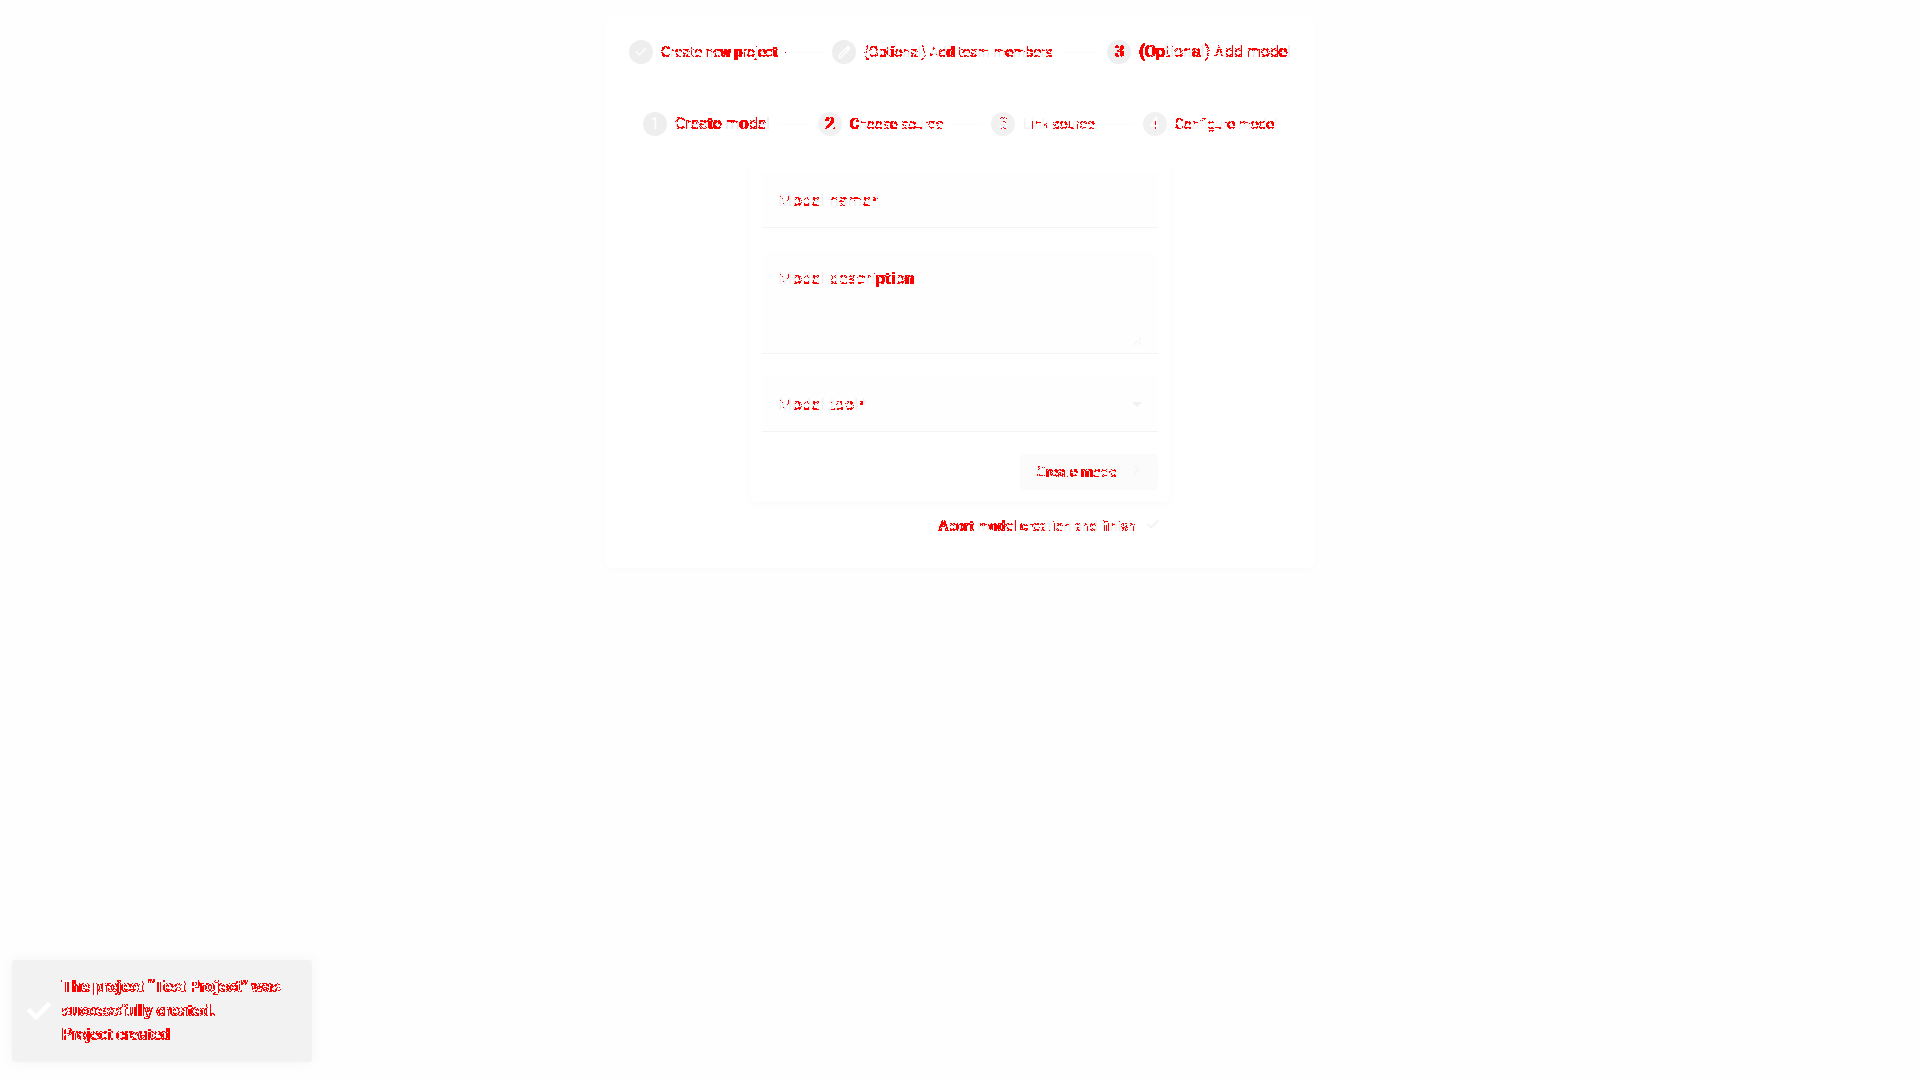 Create new project
(Optional) Add team members
3 (Optional) Add model
1 Create model
2 Choose source
3 Link source
4 Configure model
Model name*
Model description
Create model
Abort model creation and finish
The project "Test Project" was
successfully created.
Project created